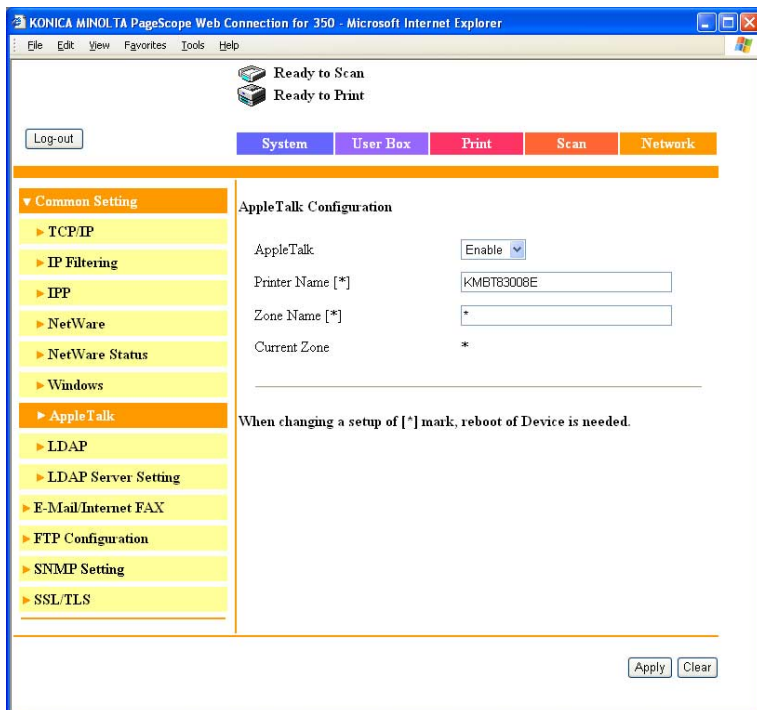 KONICA MINOLTA PageScope Web Connection for 350 - Microsoft Internet Explorer
File Edit View Favorites Tools Help
Ready to Scan
Ready to Print
Log-out
System User Box Print Scan Network
▼ Common Setting
► TCP/IP
► IP Filtering
► IPP
► NetWare
► NetWare Status
► Windows
► AppleTalk
► LDAP
► LDAP Server Setting
► E-Mail/Internet FAX
► FTP Configuration
► SNMP Setting
► SSL/TLS
AppleTalk Configuration
AppleTalk Enable
Printer Name [*] KMBT83008E
Zone Name [*] *
Current Zone *
When changing a setup of [*] mark, reboot of Device is needed.
Apply Clear